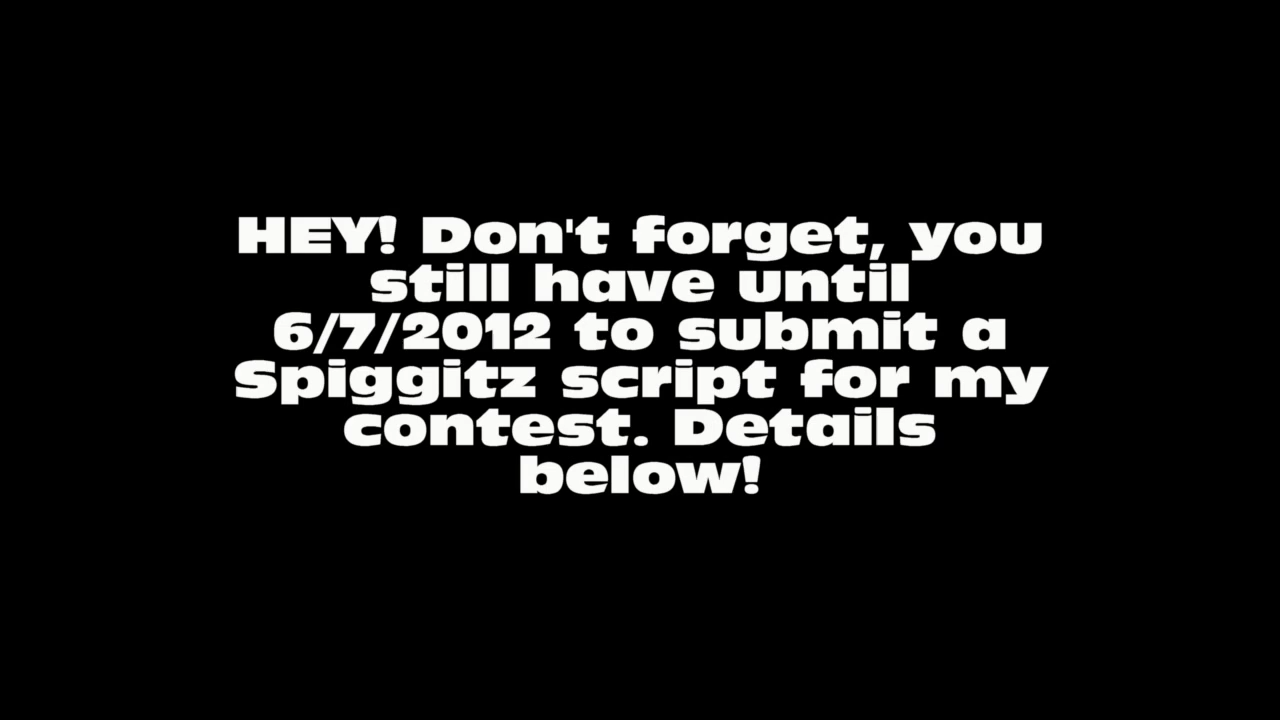 HEY! Don't forget, you
still have until
6/7/2012 to submit a
Spiggitz script for my
contest. Details
below!